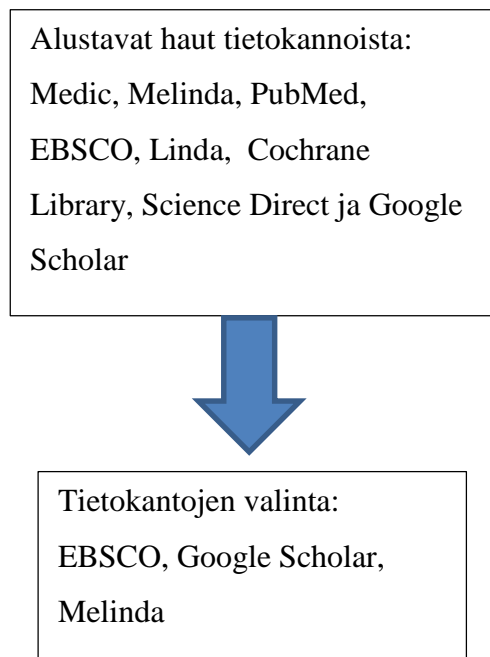 Alustavat haut tietokannoista:
Medic, Melinda, PubMed,
EBSCO, Linda,  Cochrane
Library, Science Direct ja Google
Scholar
Tietokantojen valinta:
EBSCO, Google Scholar,
Melinda